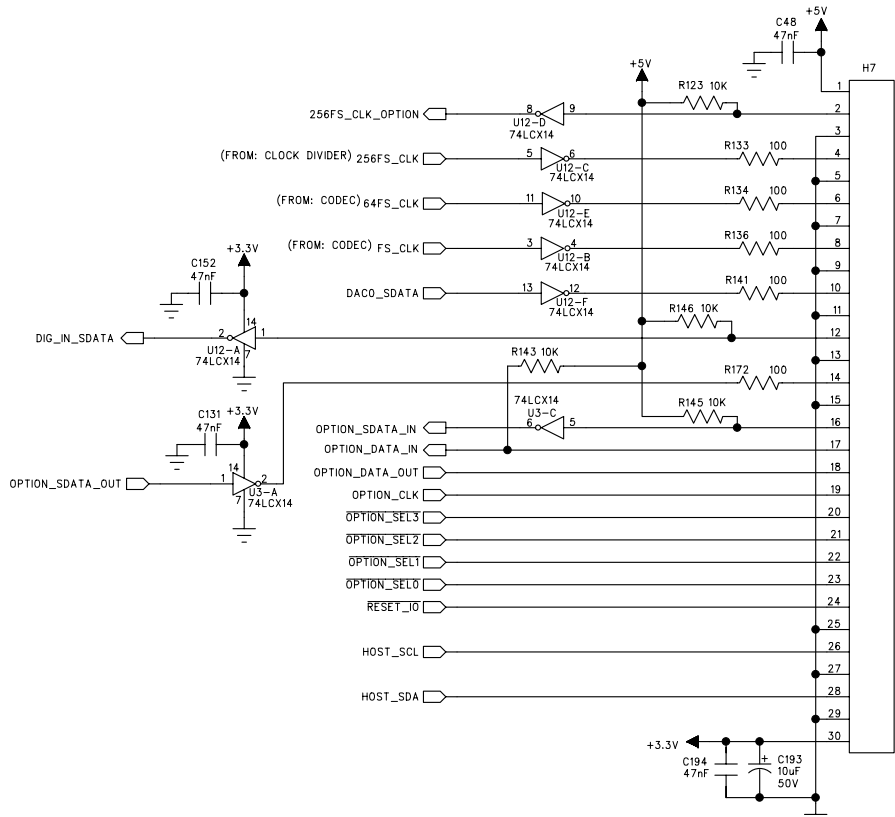 C48
47nF
+5V
H7
+5V
R123 10K
1
256FS_CLK_OPTION
8
9
U12-D
74LCX14
2
3
(FROM: CLOCK DIVIDER) 256FS_CLK
5
6
U12-C
74LCX14
R133 100
4
5
(FROM: CODEC) 64FS_CLK
11
10
U12-E
74LCX14
R134 100
6
7
(FROM: CODEC) FS_CLK
3
4
U12-B
74LCX14
R136 100
8
9
+3.3V
C152
47nF
DAC0_SDATA
13
12
U12-F
74LCX14
R141 100
10
11
R146 10K
DIG_IN_SDATA
2
14
1
7
U12-A
74LCX14
12
13
R143 10K
R172 100
14
15
+3.3V
C131
47nF
74LCX14
R145 10K
OPTION_SDATA_IN
6
5
U3-C
16
OPTION_DATA_IN
17
OPTION_DATA_OUT
18
OPTION_SDATA_OUT
1
14
2
7
U3-A
74LCX14
OPTION_CLK
19
OPTION_SEL3
20
OPTION_SEL2
21
OPTION_SEL1
22
OPTION_SEL0
23
RESET_IO
24
25
HOST_SCL
26
27
HOST_SDA
28
29
+3.3V
30
C194
47nF
+
C193
10uF
50V